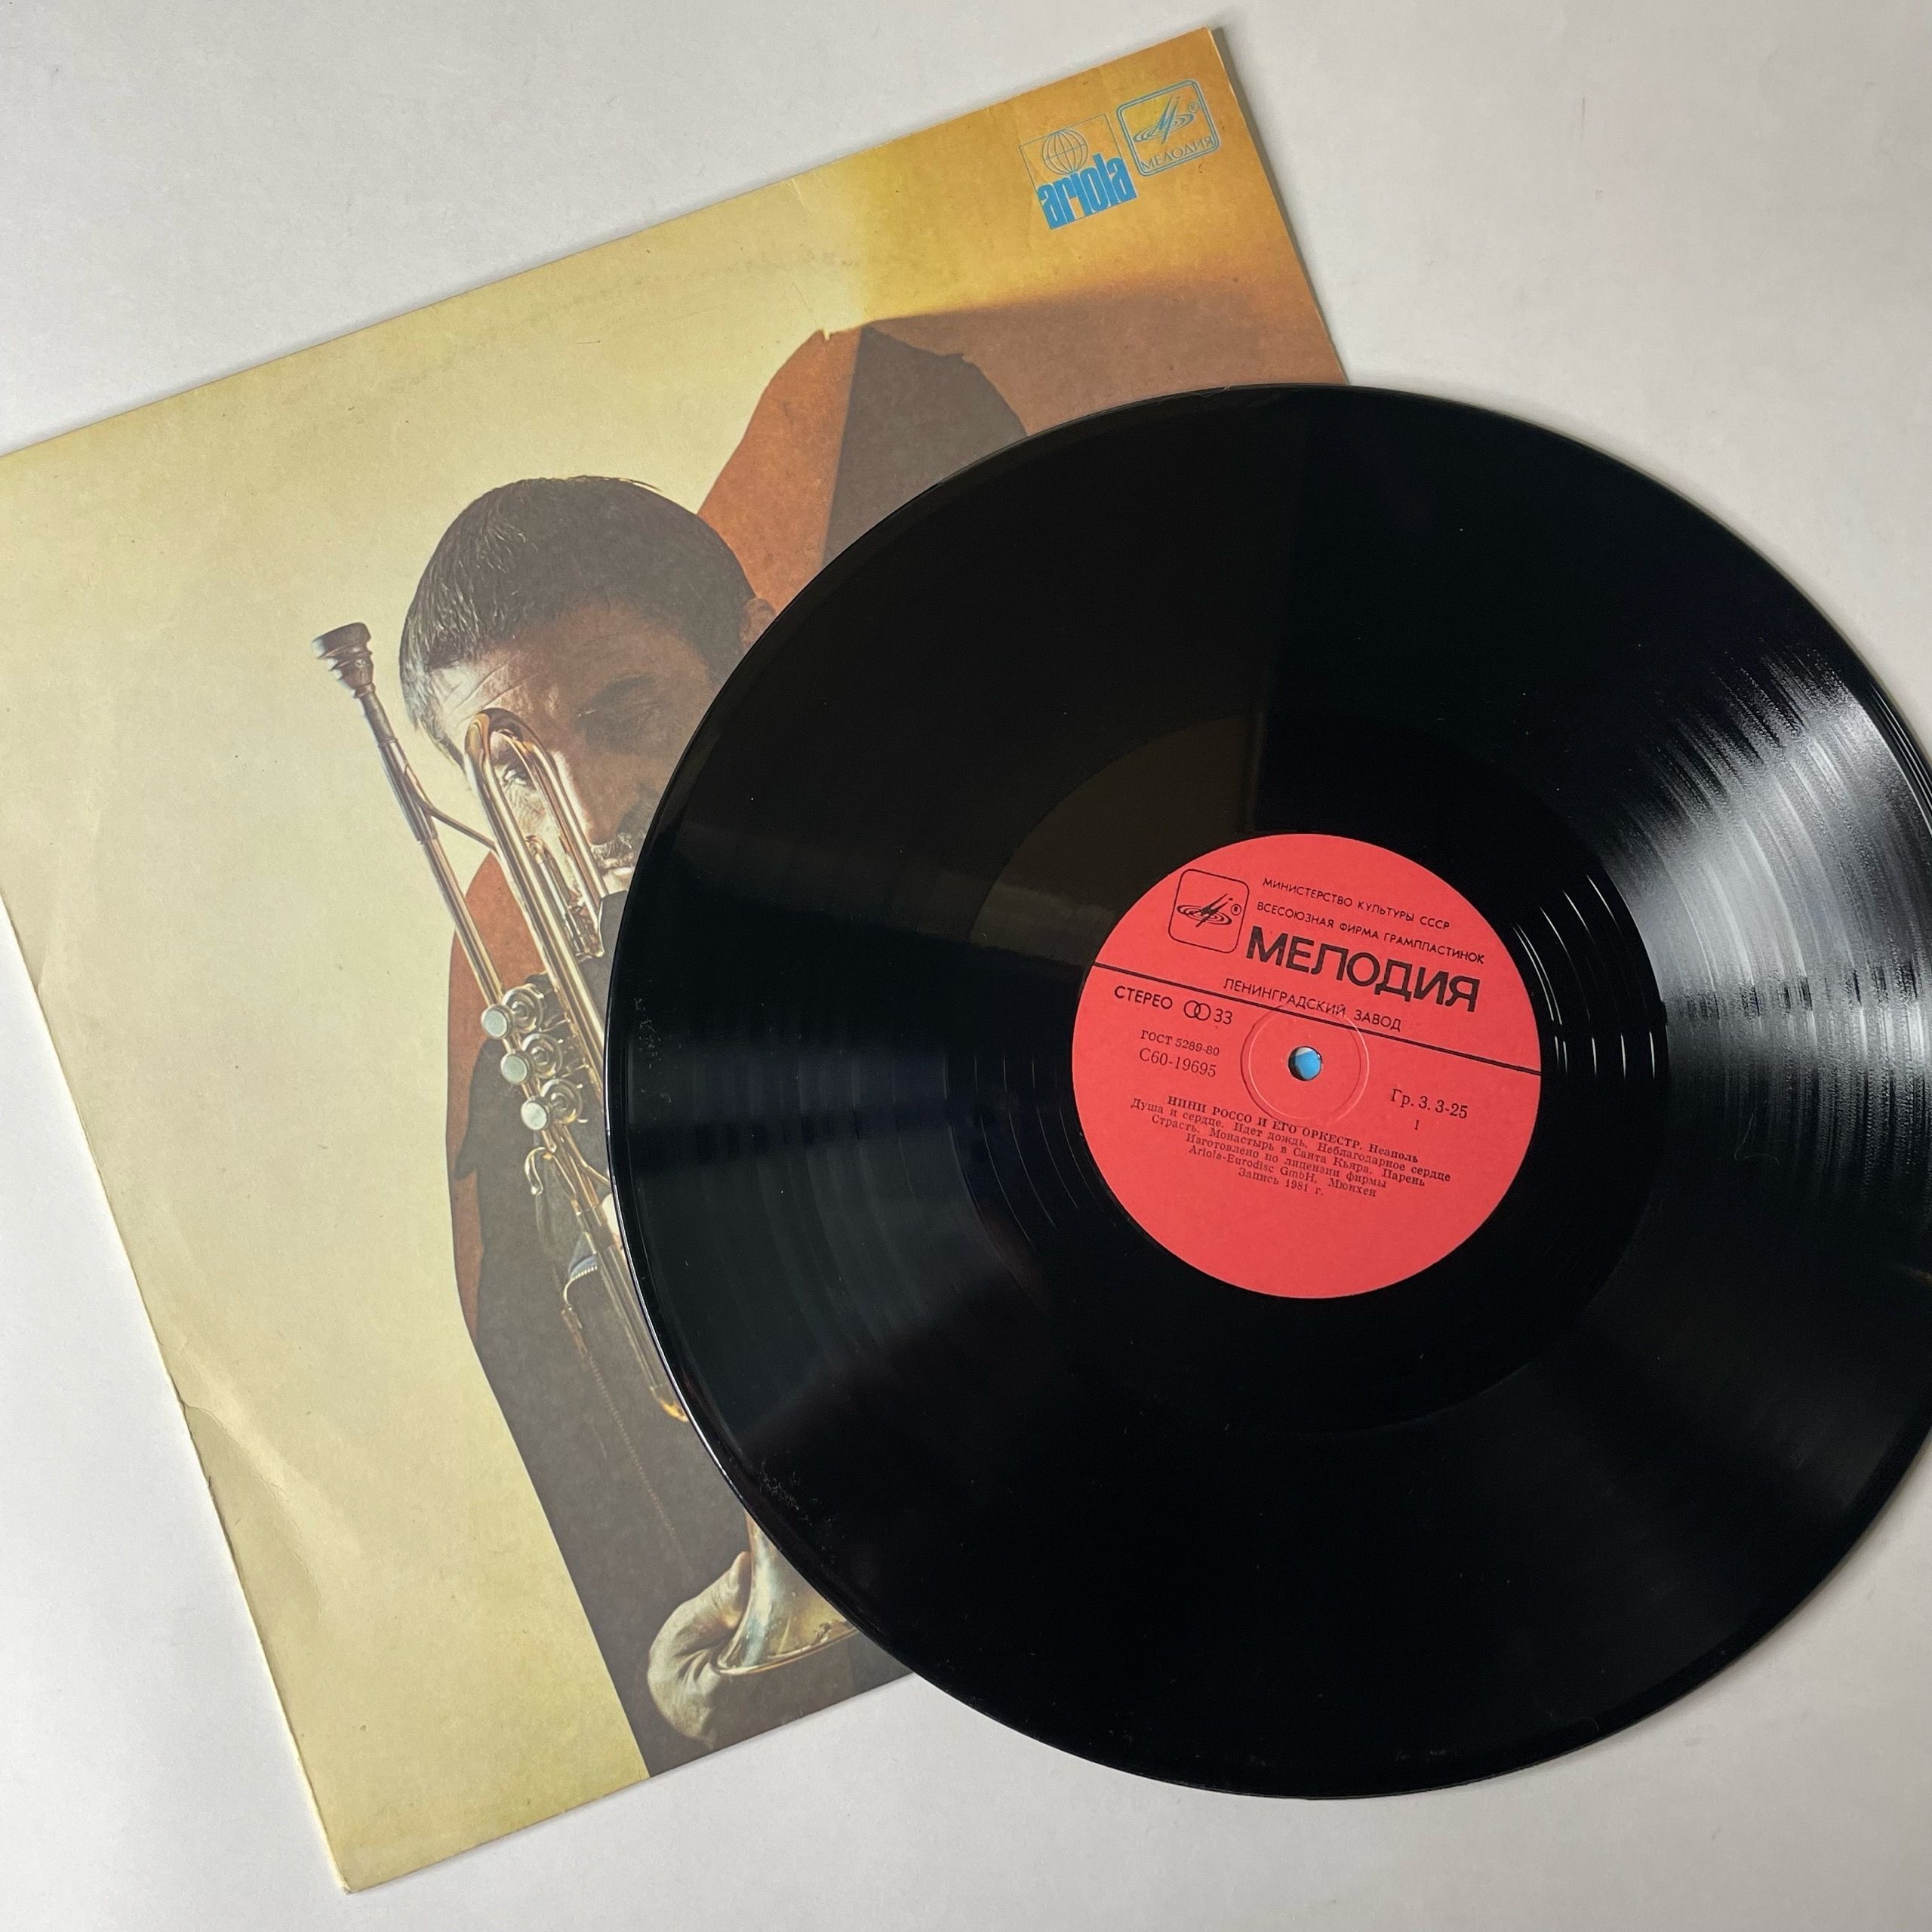 ariola
МЕЛОДИЯ
МИНИСТЕРСТВО КУЛЬТУРЫ СССР
ВСЕСОЮЗНАЯ ФИРМА ГРАМПЛАСТИНОК
МЕЛОДИЯ
ЛЕНИНГРАДСКИЙ ЗАВОД
СТЕРЕО 33
ГОСТ 5289-80
С60-19695
Гр. 3. 3-25
1
НИНИ РОССО И ЕГО ОРКЕСТР. Неаполь
Душа и сердце. Идет дождь. Неблагодарное сердце
Страсть. Монастырь в Санта Кьяра. Парень
Изготовлено по лицензии фирмы
Ariola-Eurodisc GmbH, Мюнхен
Запись 1981 г.